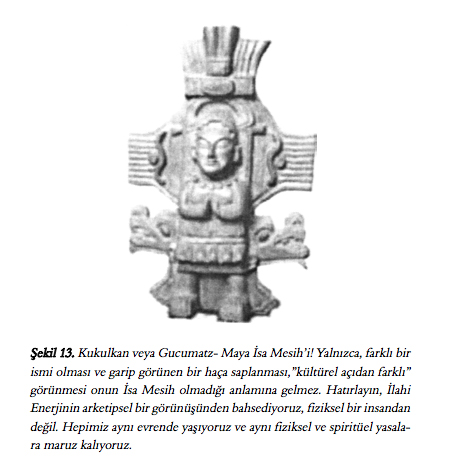 Şekil 13. Kukulkan veya Gucumatz- Maya İsa Mesih'i! Yalnızca, farklı bir
ismi olması ve garip görünen bir haça saplanması,"kültürel açıdan farklı"
görünmesi onun İsa Mesih olmadığı anlamına gelmez. Hatırlayın, İlahi
Enerjinin arketipsel bir görünüşünden bahsediyoruz, fiziksel bir insandan
değil. Hepimiz aynı evrende yaşıyoruz ve aynı fiziksel ve spiritüel yasala-
ra maruz kalıyoruz.